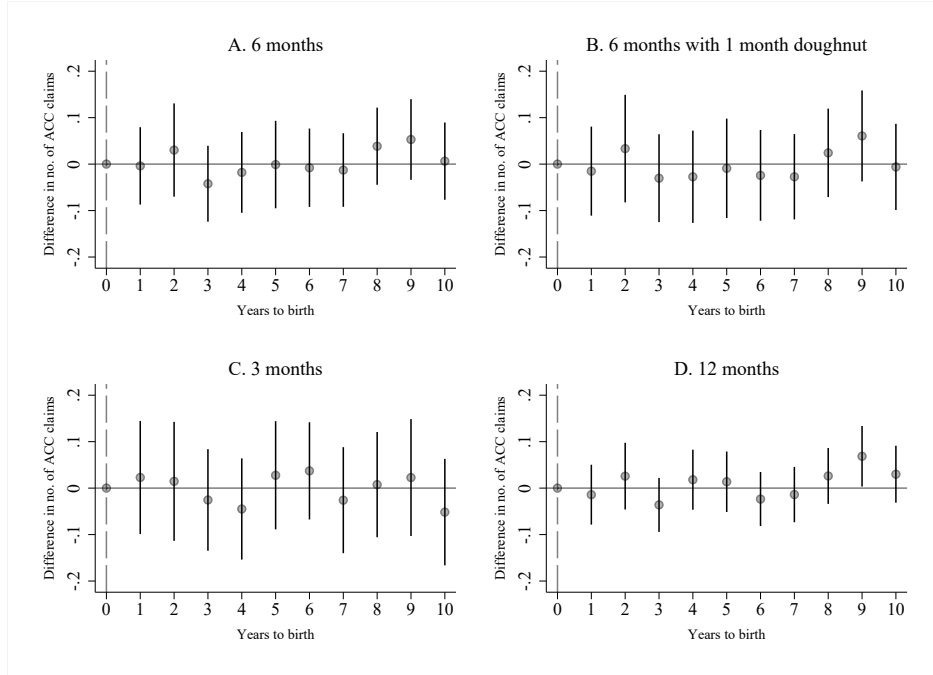 A. 6 months
Difference in no. of ACC claims
.2
.1
0
-.1
-.2
0 1 2 3 4 5 6 7 8 9 10
Years to birth
B. 6 months with 1 month doughnut
Difference in no. of ACC claims
.2
.1
0
-.1
-.2
0 1 2 3 4 5 6 7 8 9 10
Years to birth
C. 3 months
Difference in no. of ACC claims
.2
.1
0
-.1
-.2
0 1 2 3 4 5 6 7 8 9 10
Years to birth
D. 12 months
Difference in no. of ACC claims
.2
.1
0
-.1
-.2
0 1 2 3 4 5 6 7 8 9 10
Years to birth